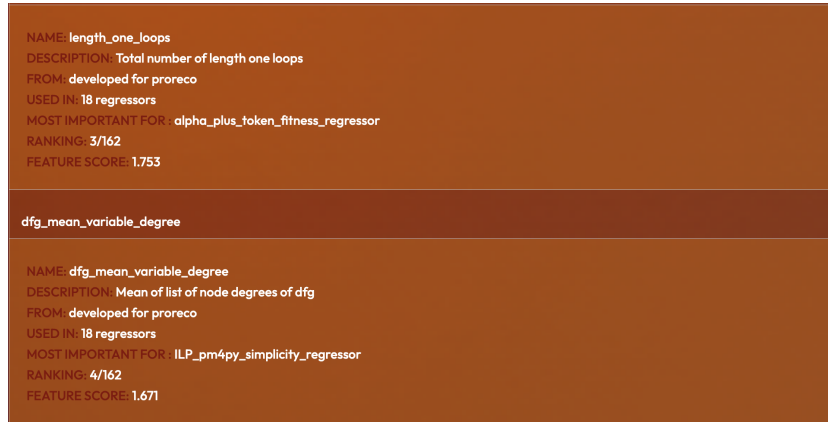 NAME: length_one_loops
DESCRIPTION: Total number of length one loops
FROM: developed for proreco
USED IN: 18 regressors
MOST IMPORTANT FOR : alpha_plus_token_fitness_regressor
RANKING: 3/162
FEATURE SCORE: 1.753
dfg_mean_variable_degree
NAME: dfg_mean_variable_degree
DESCRIPTION: Mean of list of node degrees of dfg
FROM: developed for proreco
USED IN: 18 regressors
MOST IMPORTANT FOR : ILP_pm4py_simplicity_regressor
RANKING: 4/162
FEATURE SCORE: 1.671